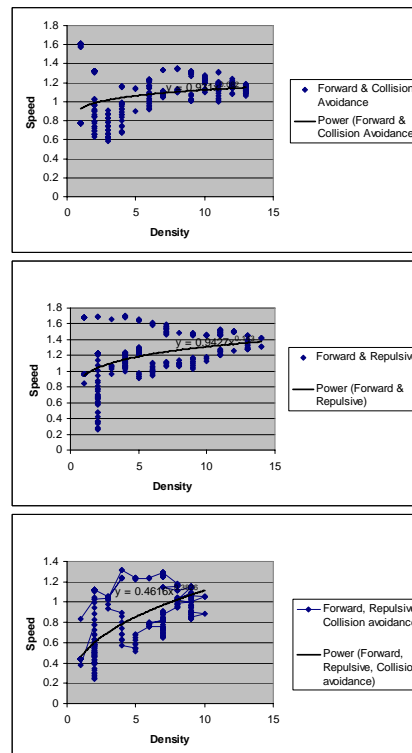 1.8
1.6
1.4
1.2
1
0.8
0.6
0.4
0.2
0
Speed
0 5 10 15
Density
Forward & Collision
Avoidance
Power (Forward &
Collision Avoidance
1.8
1.6
1.4
1.2
1
0.8
0.6
0.4
0.2
0
Speed
y = 0.9427x
0 5 10 15
Density
Forward & Repulsive
Power (Forward &
Repulsive)
1.4
1.2
1
0.8
0.6
0.4
0.2
0
Speed
y = 0.4616x
0 5 10 15
Density
Forward, Repulsive
Collision avoidance
Power (Forward,
Repulsive, Collisio
avoidance)